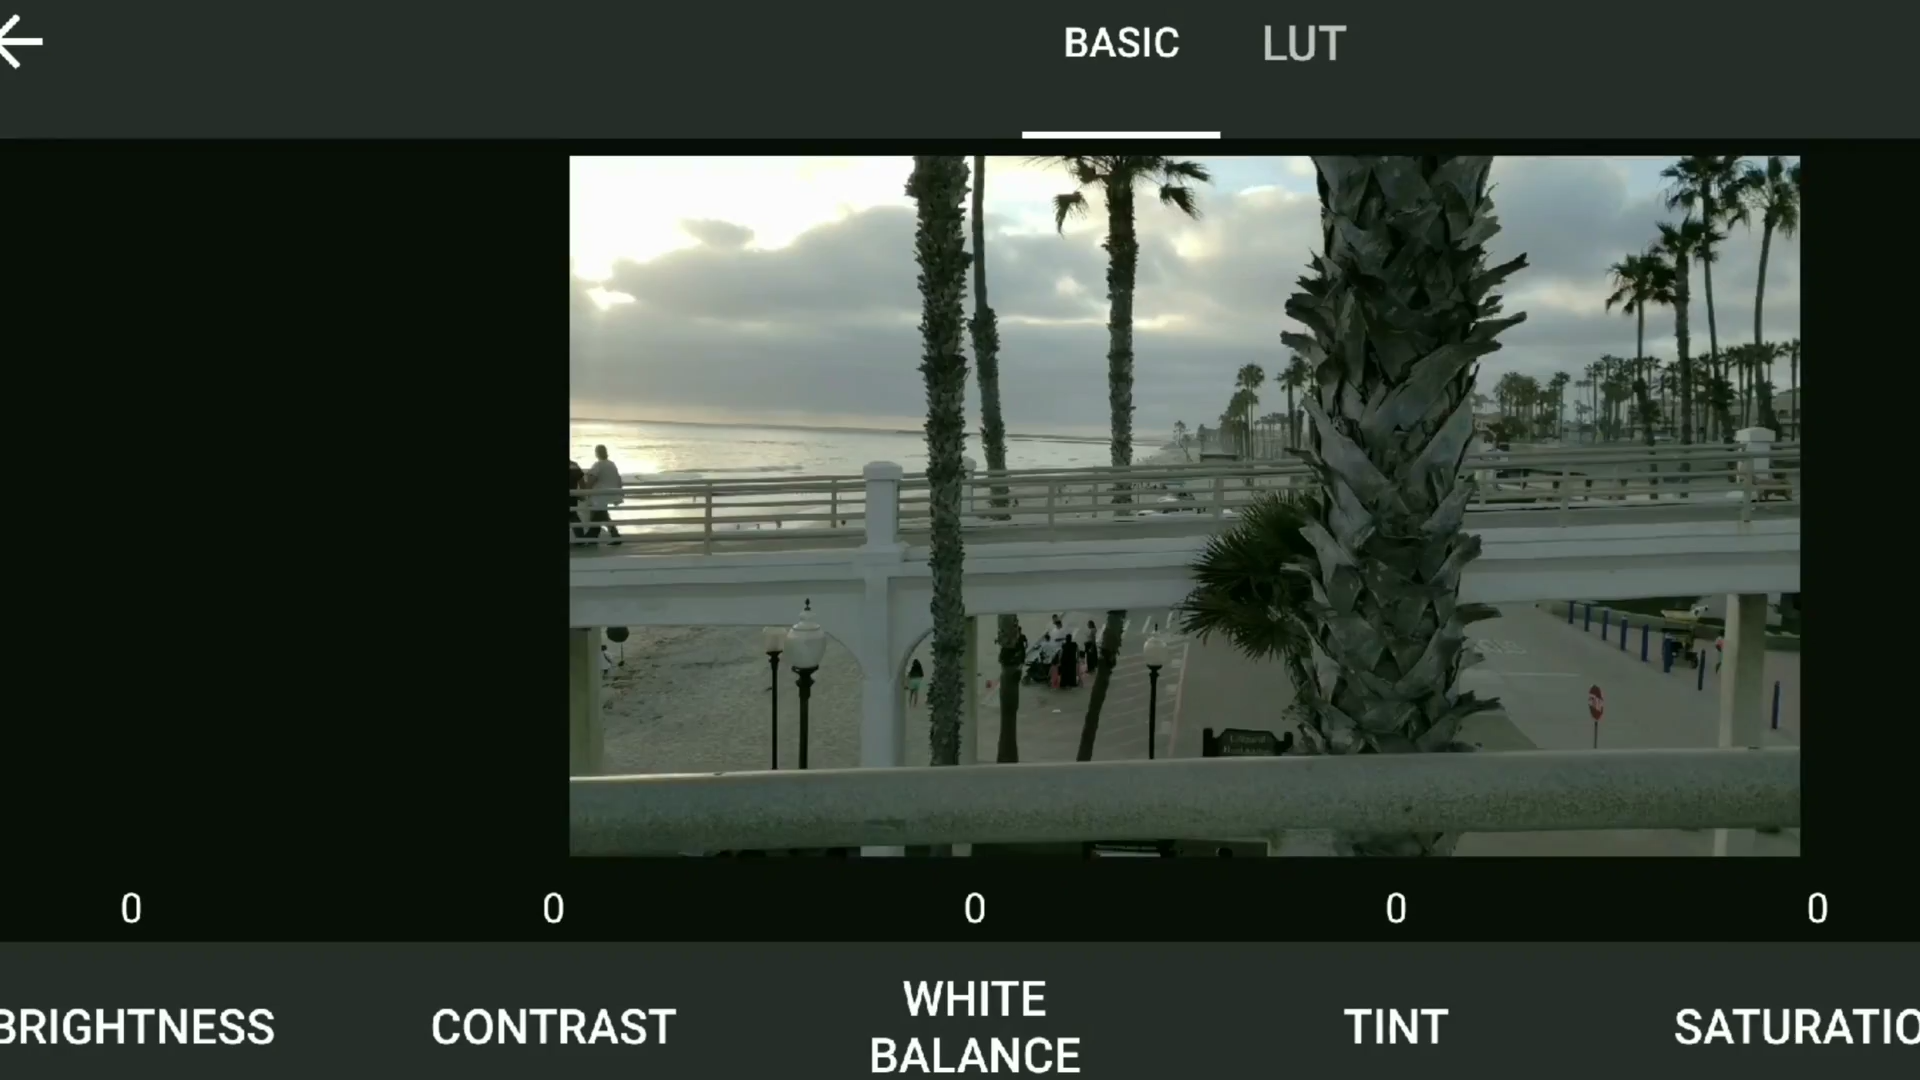 BASIC LUT
0 0 0 0 0
BRIGHTNESS CONTRAST WHITE BALANCE TINT SATURATIO